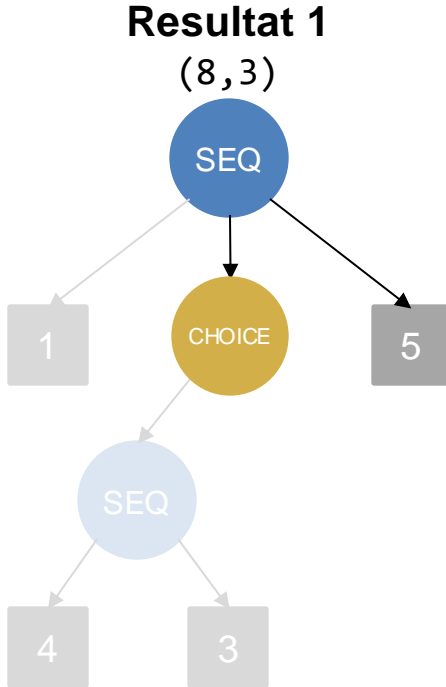 Resultat 1
(8,3)
SEQ
1
CHOICE
5
SEQ
4
3